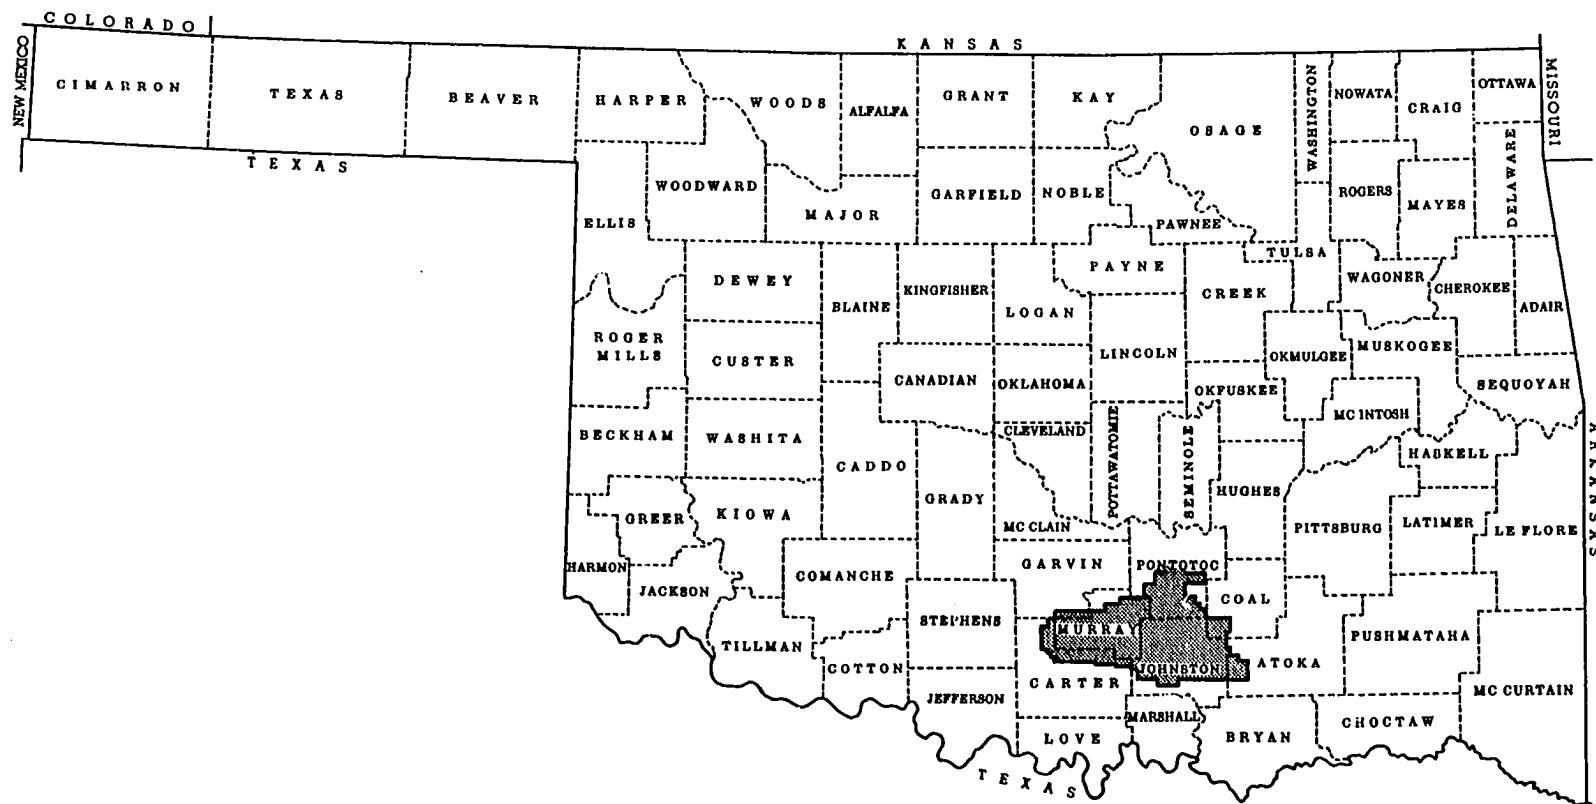 COLORADO
KANSAS
NEW MEXICO
MISSOURI
CIMARRON
TEXAS
BEAVER
HARPER
WOODS
ALFALFA
GRANT
KAY
OSAGE
WASHINGTON
NOWATA
CRAIG
OTTAWA
TEXAS
WOODWARD
MAJOR
GARFIELD
NOBLE
PAWNEE
ROGERS
MAYES
DELAWARE
ELLIS
DEWEY
BLAINE
KINGFISHER
LOGAN
PAYNE
CREEK
TULSA
WAGONER
CHEROKEE
ADAIR
ROGER
MILLS
CUSTER
CANADIAN
OKLAHOMA
LINCOLN
OKFUSKEE
OKMULGEE
MUSKOGEE
SEQUOYAH
BECKHAM
WASHITA
CADDO
GRADY
CLEVELAND
POTTAWATOMIE
SEMINOLE
HUGHES
MC INTOSH
HASKELL
ARKANSAS
GREER
KIOWA
MC CLAIN
PITTSBURG
LATIMER
LE FLORE
HARMON
JACKSON
COMANCHE
GARVIN
PONTOTOC
COAL
TILLMAN
COTTON
STEPHENS
MURRAY
JOHNSTON
ATOKA
PUSHMATAHA
JEFFERSON
CARTER
MARSHALL
BRYAN
CHOCTAW
MC CURTAIN
LOVE
TEXAS